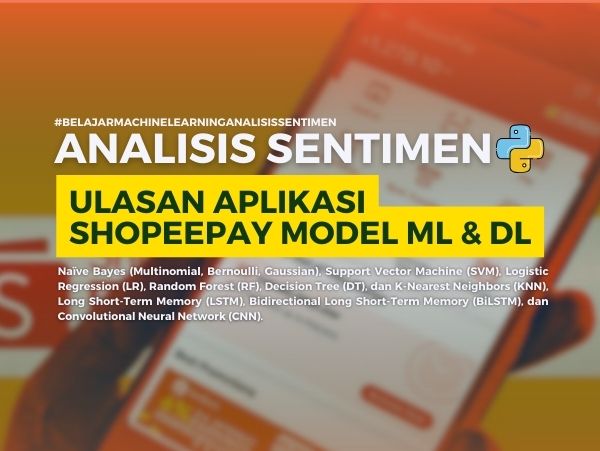 #BELAJARMACHINELEARNINGANALISISSENTIMEN
ANALISIS SENTIMEN
ULASAN APLIKASI
SHOPEEPAY MODEL ML & DL
Naïve Bayes (Multinomial, Bernoulli, Gaussian), Support Vector Machine (SVM), Logistic
Regression (LR), Random Forest (RF), Decision Tree (DT), dan K-Nearest Neighbors (KNN),
Long Short-Term Memory (LSTM), Bidirectional Long Short-Term Memory (BiLSTM), dan
Convolutional Neural Network (CNN).